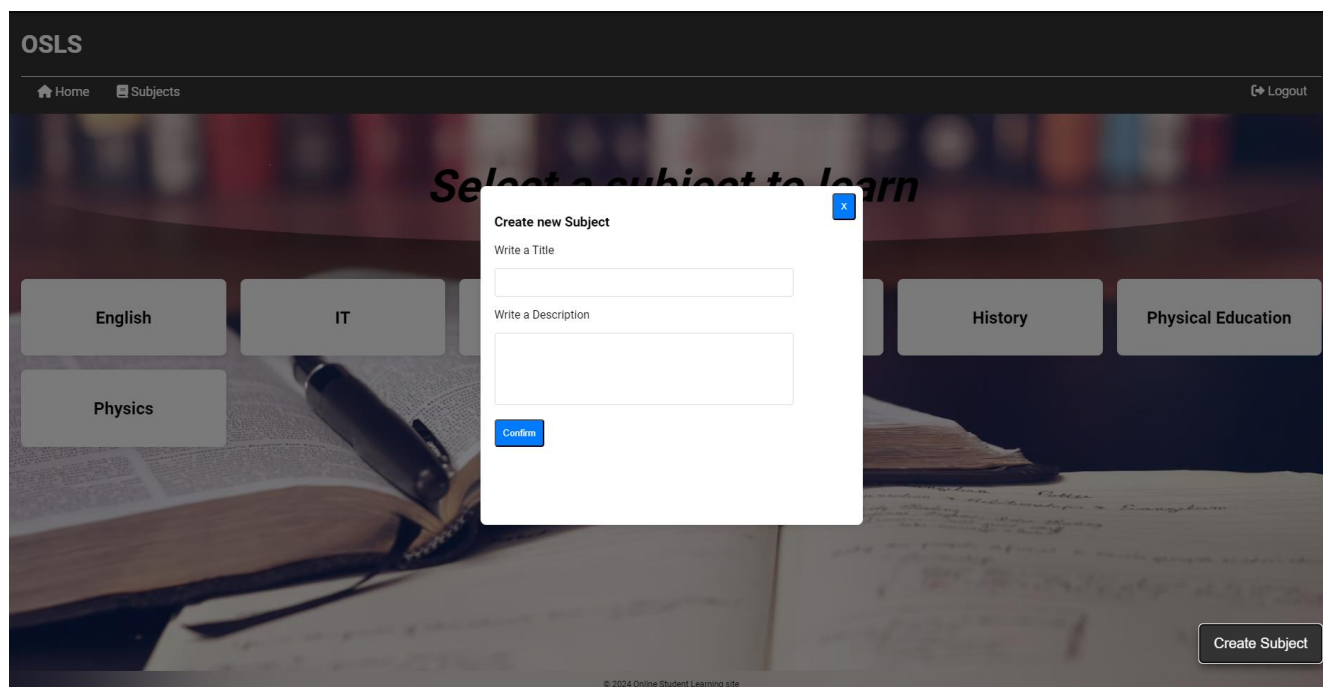 OSLS
Home Subjects Logout
Select a subject to learn
x
Create new Subject
Write a Title
Write a Description
Confirm
English IT History Physical Education
Physics
Create Subject
© 2024 Online Student Learning site